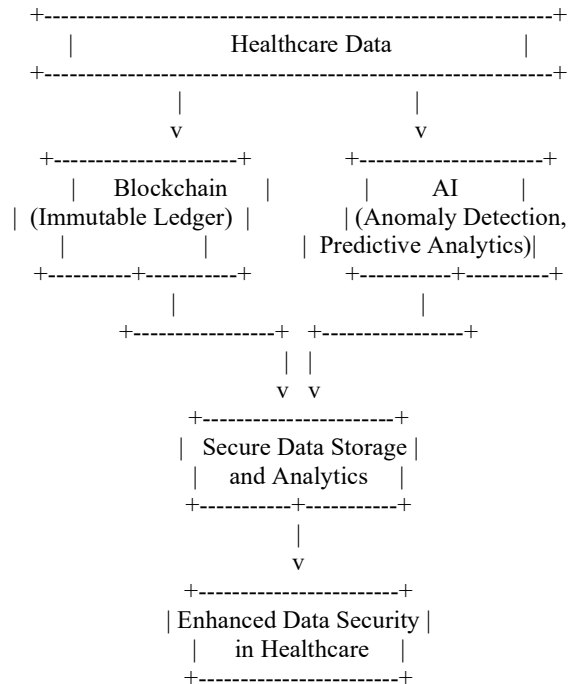 Healthcare Data
v v
Blockchain AI
(Immutable Ledger) (Anomaly Detection,
Predictive Analytics)
v v
Secure Data Storage
and Analytics
v
Enhanced Data Security
in Healthcare